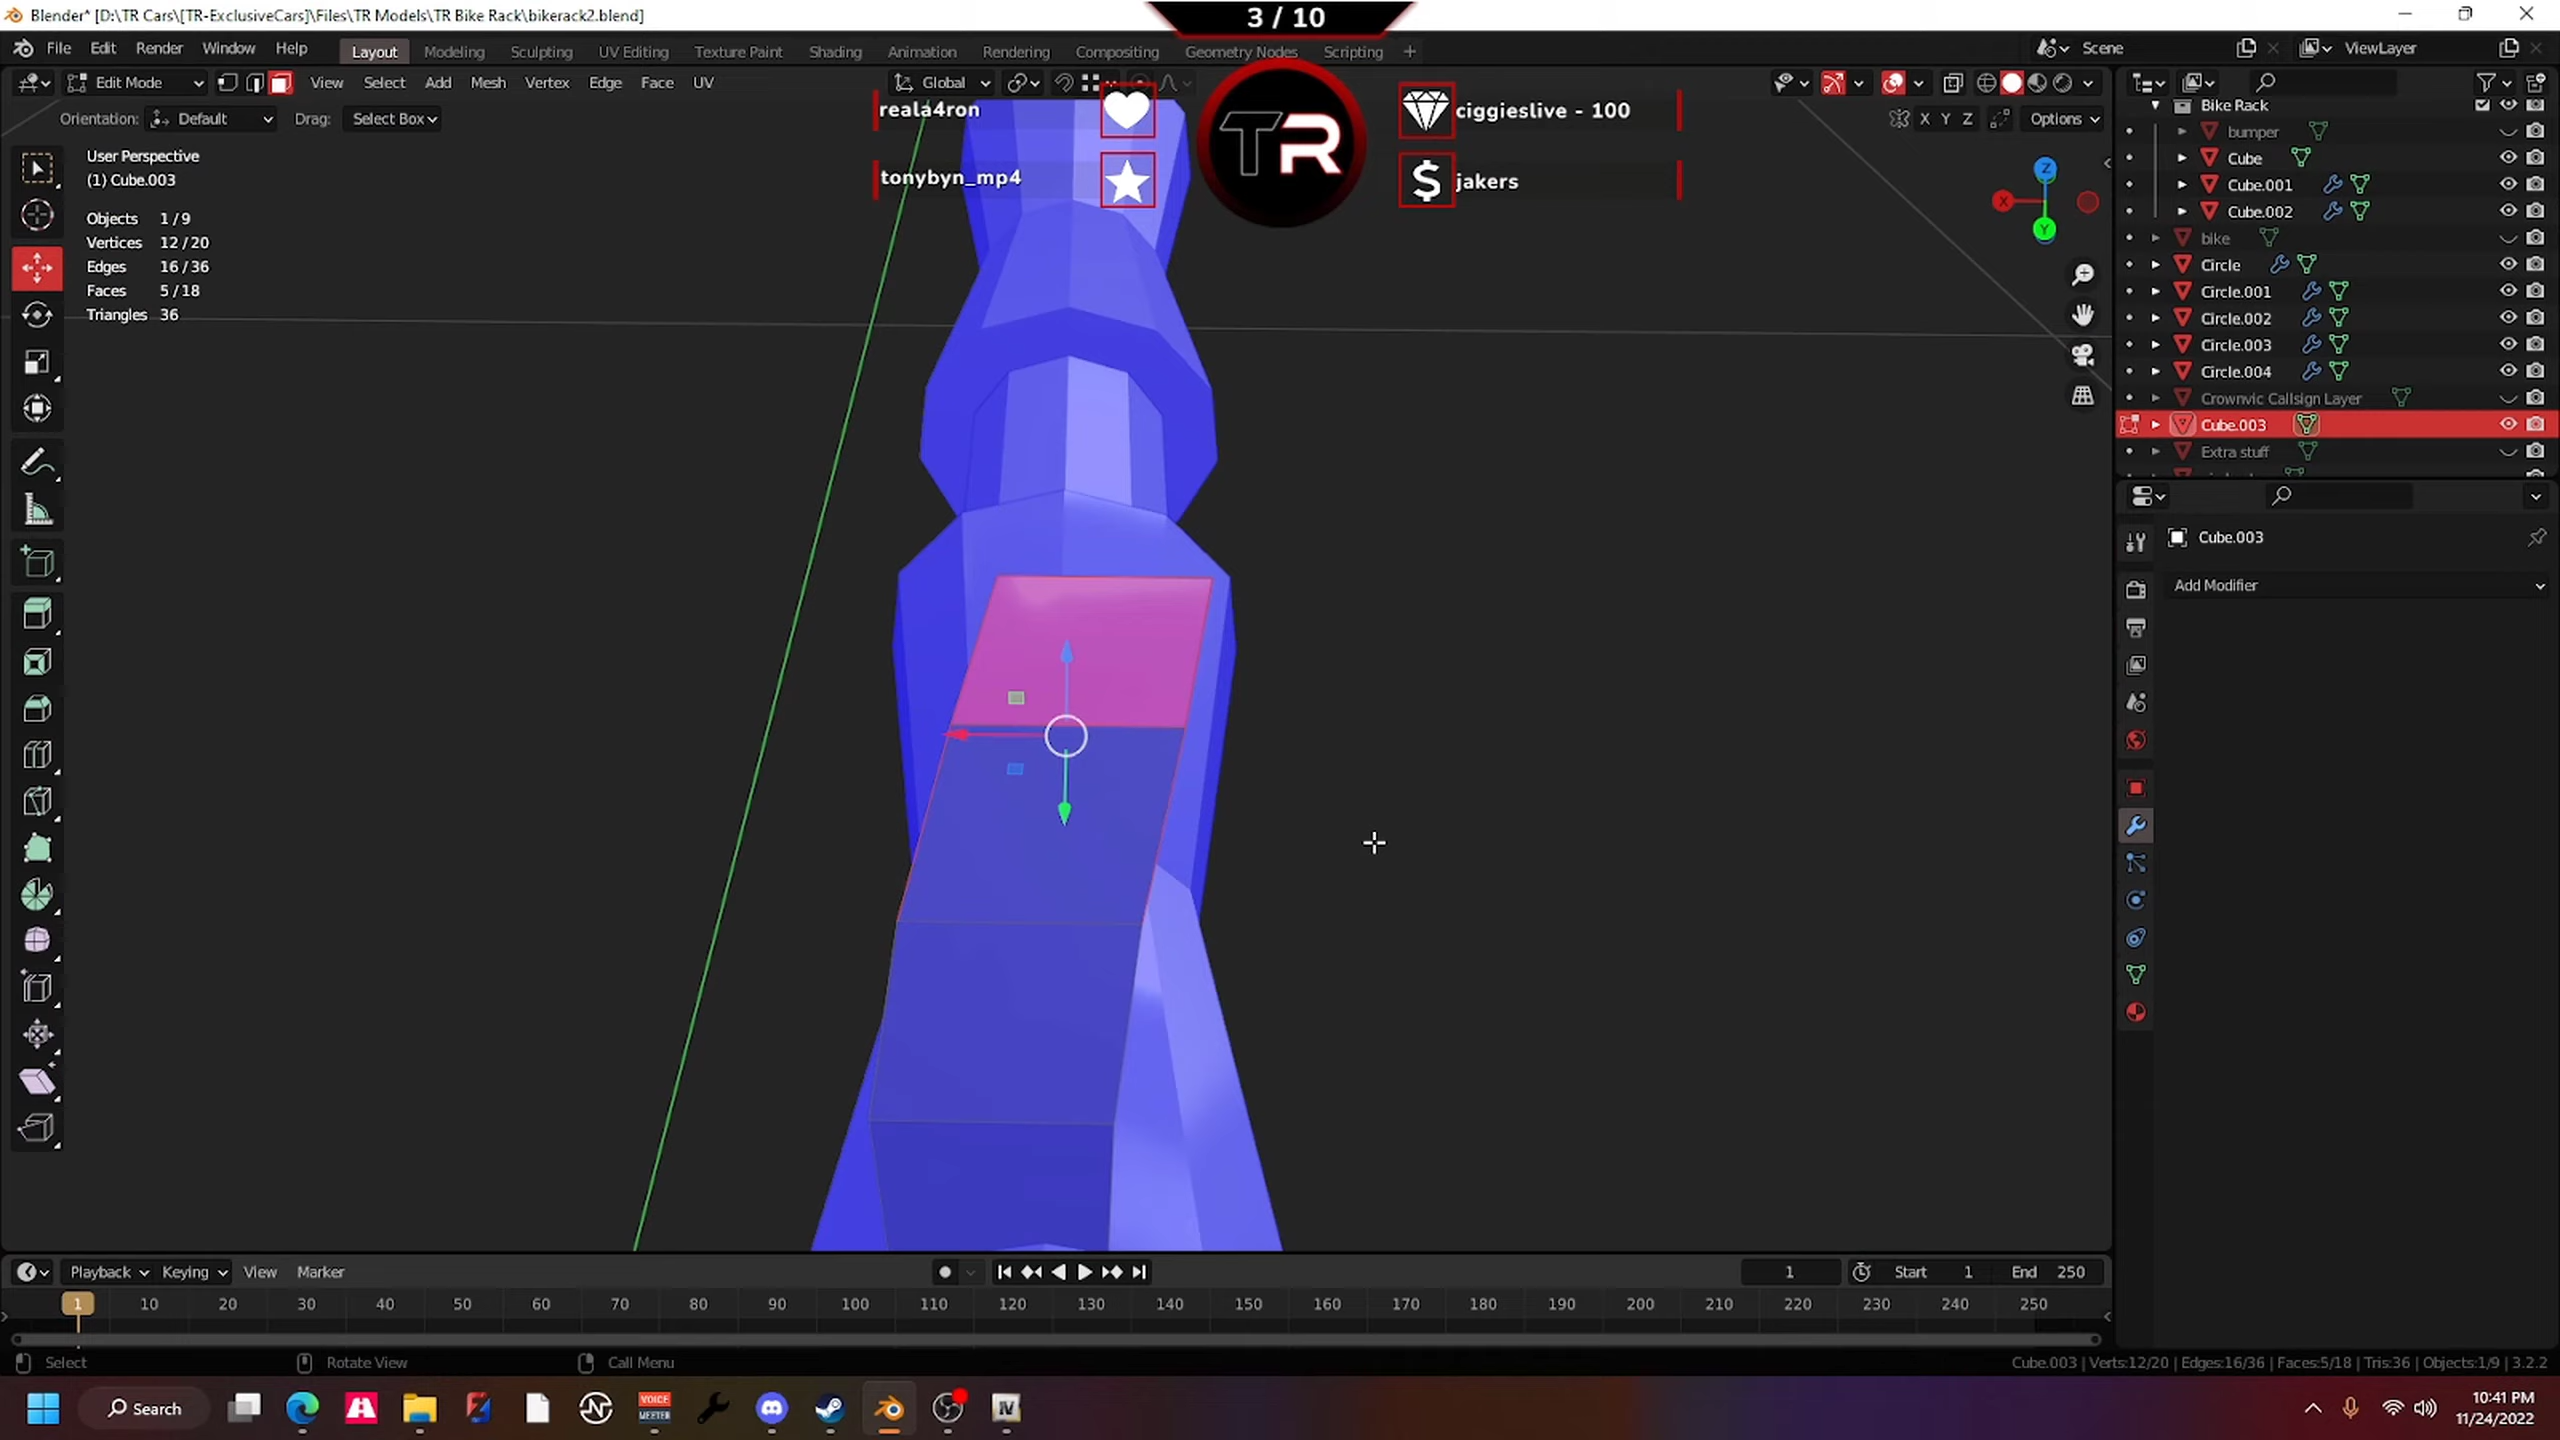 Blender* [D:\TR Cars\[TR-ExclusiveCars]\Files\TR Models\TR Bike Rack\bikerack2.blend]
3 / 10
File Edit Render Window Help Layout Modeling Sculpting UV Editing Texture Paint Shading Animation Rendering Compositing Geometry Nodes Scripting + Scene ViewLayer
Edit Mode View Select Add Mesh Vertex Edge Face UV Global
Orientation: Default Drag: Select Box X Y Z Options
reala4ron ciggieslive - 100
TR
tonybyn_mp4 jakers
User Perspective
(1) Cube.003
Objects 1 / 9
Vertices 12 / 20
Edges 16 / 36
Faces 5 / 18
Triangles 36
Z
X
Y
Bike Rack
bumper
Cube
Cube.001
Cube.002
bike
Circle
Circle.001
Circle.002
Circle.003
Circle.004
Crownvic Callsign Layer
Cube.003
Extra stuff
Cube.003
Add Modifier
Playback Keying View Marker 1 Start 1 End 250
1 10 20 30 40 50 60 70 80 90 100 110 120 130 140 150 160 170 180 190 200 210 220 230 240 250
Select Rotate View Call Menu Cube.003 | Verts:12/20 | Edges:16/36 | Faces:5/18 | Tris:36 | Objects:1/9 | 3.2.2
Search VOICE MEETER IV 10:41 PM
11/24/2022